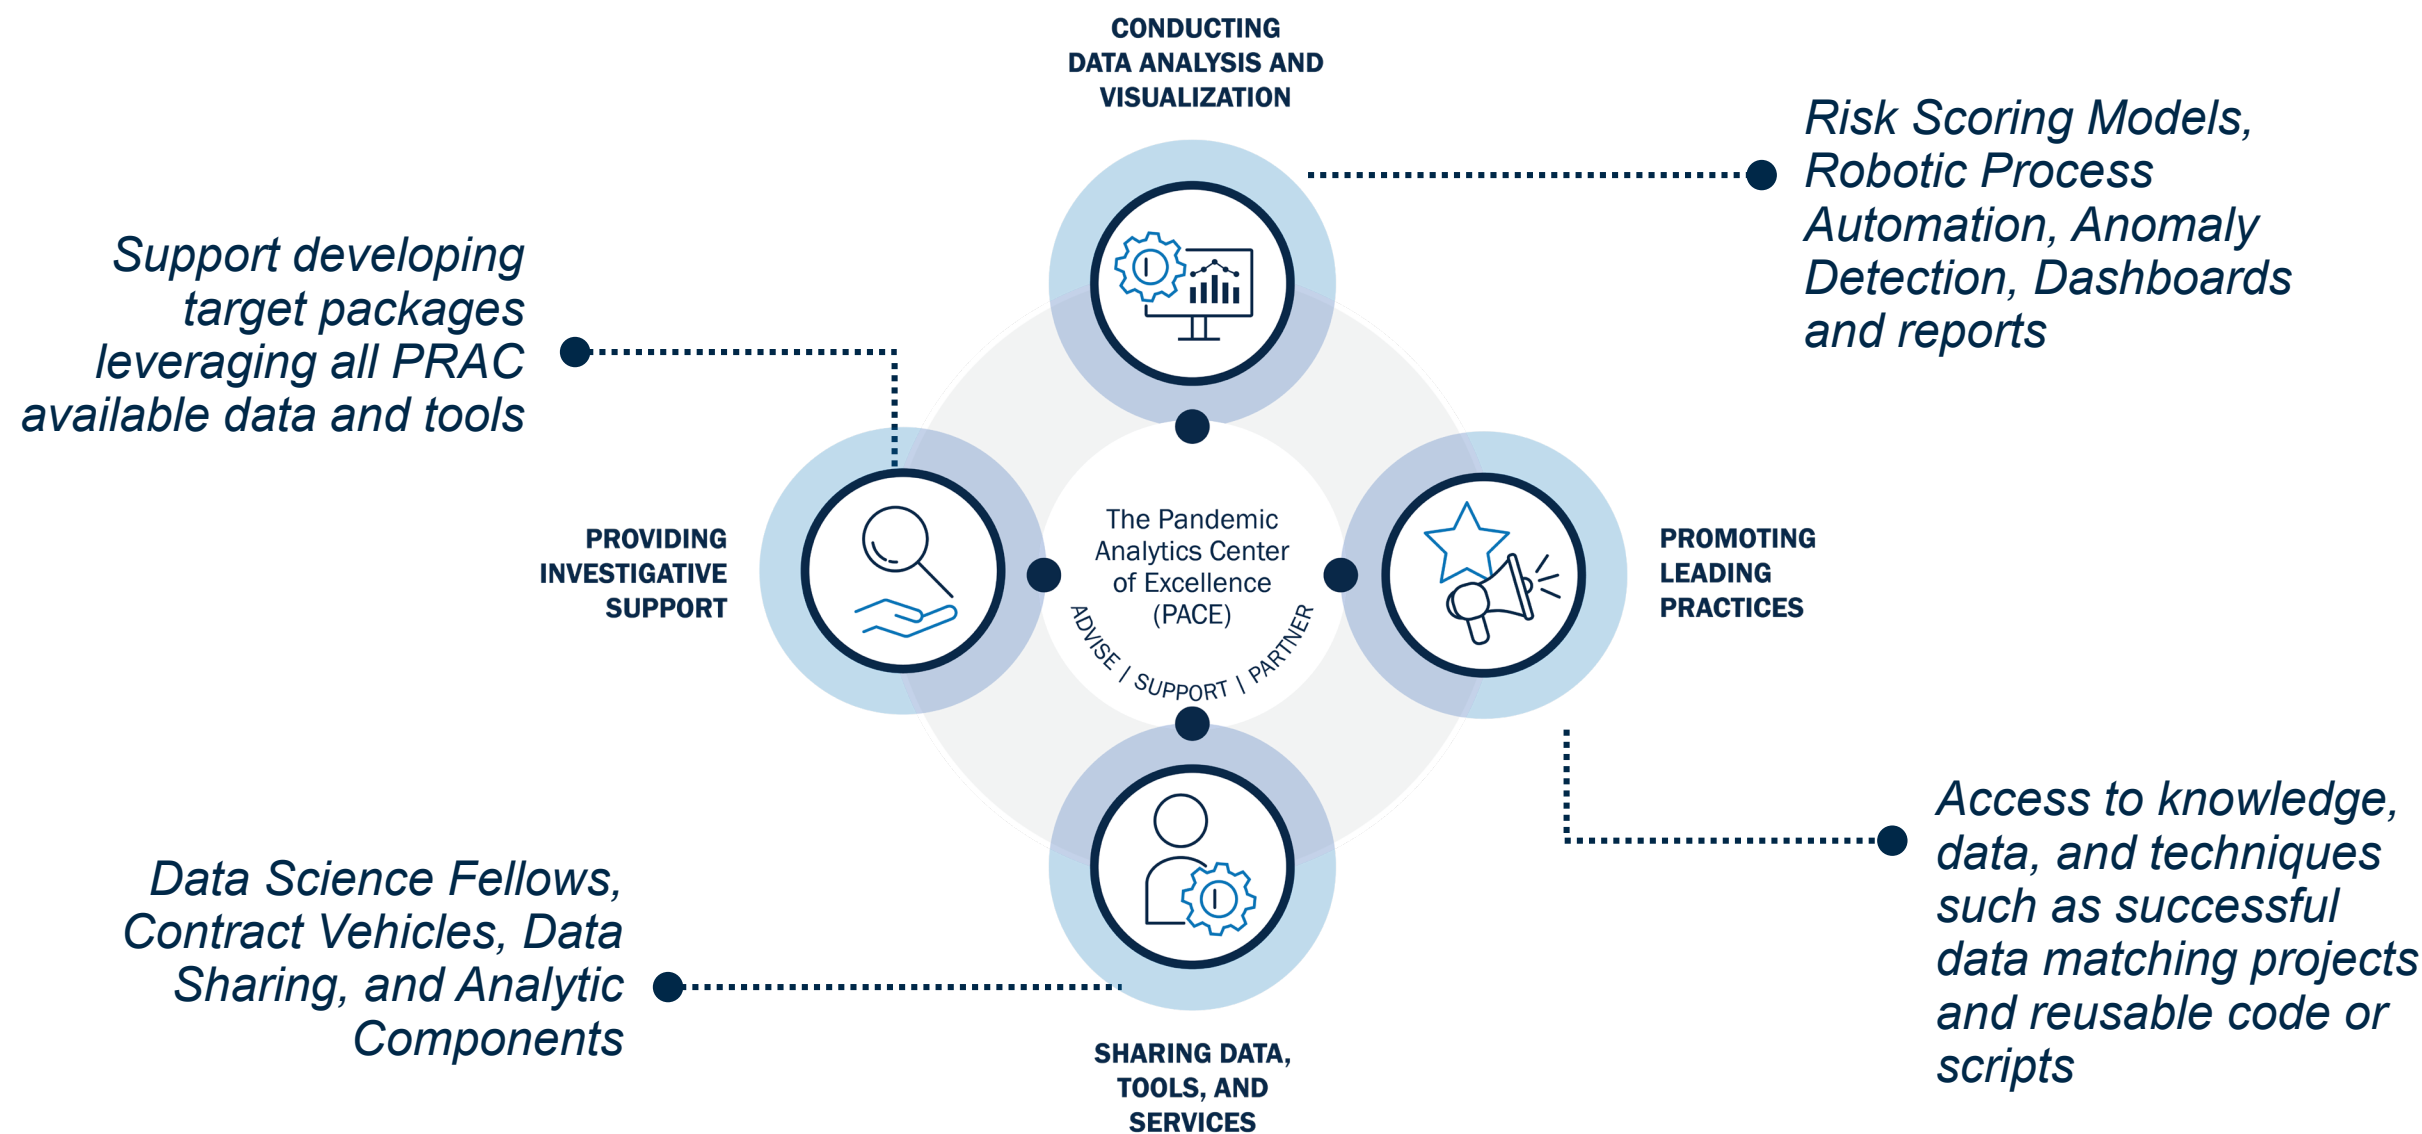 CONDUCTING
DATA ANALYSIS AND
VISUALIZATION
Risk Scoring Models,
Robotic Process
Automation, Anomaly
Detection, Dashboards
and reports
Support developing
target packages
leveraging all PRAC
available data and tools
PROVIDING
INVESTIGATIVE
SUPPORT
The Pandemic
Analytics Center
of Excellence
(PACE)
ADVISE | SUPPORT | PARTNER
PROMOTING
LEADING
PRACTICES
Data Science Fellows,
Contract Vehicles, Data
Sharing, and Analytic
Components
Access to knowledge,
data, and techniques
such as successful
data matching projects
and reusable code or
scripts
SHARING DATA,
TOOLS, AND
SERVICES